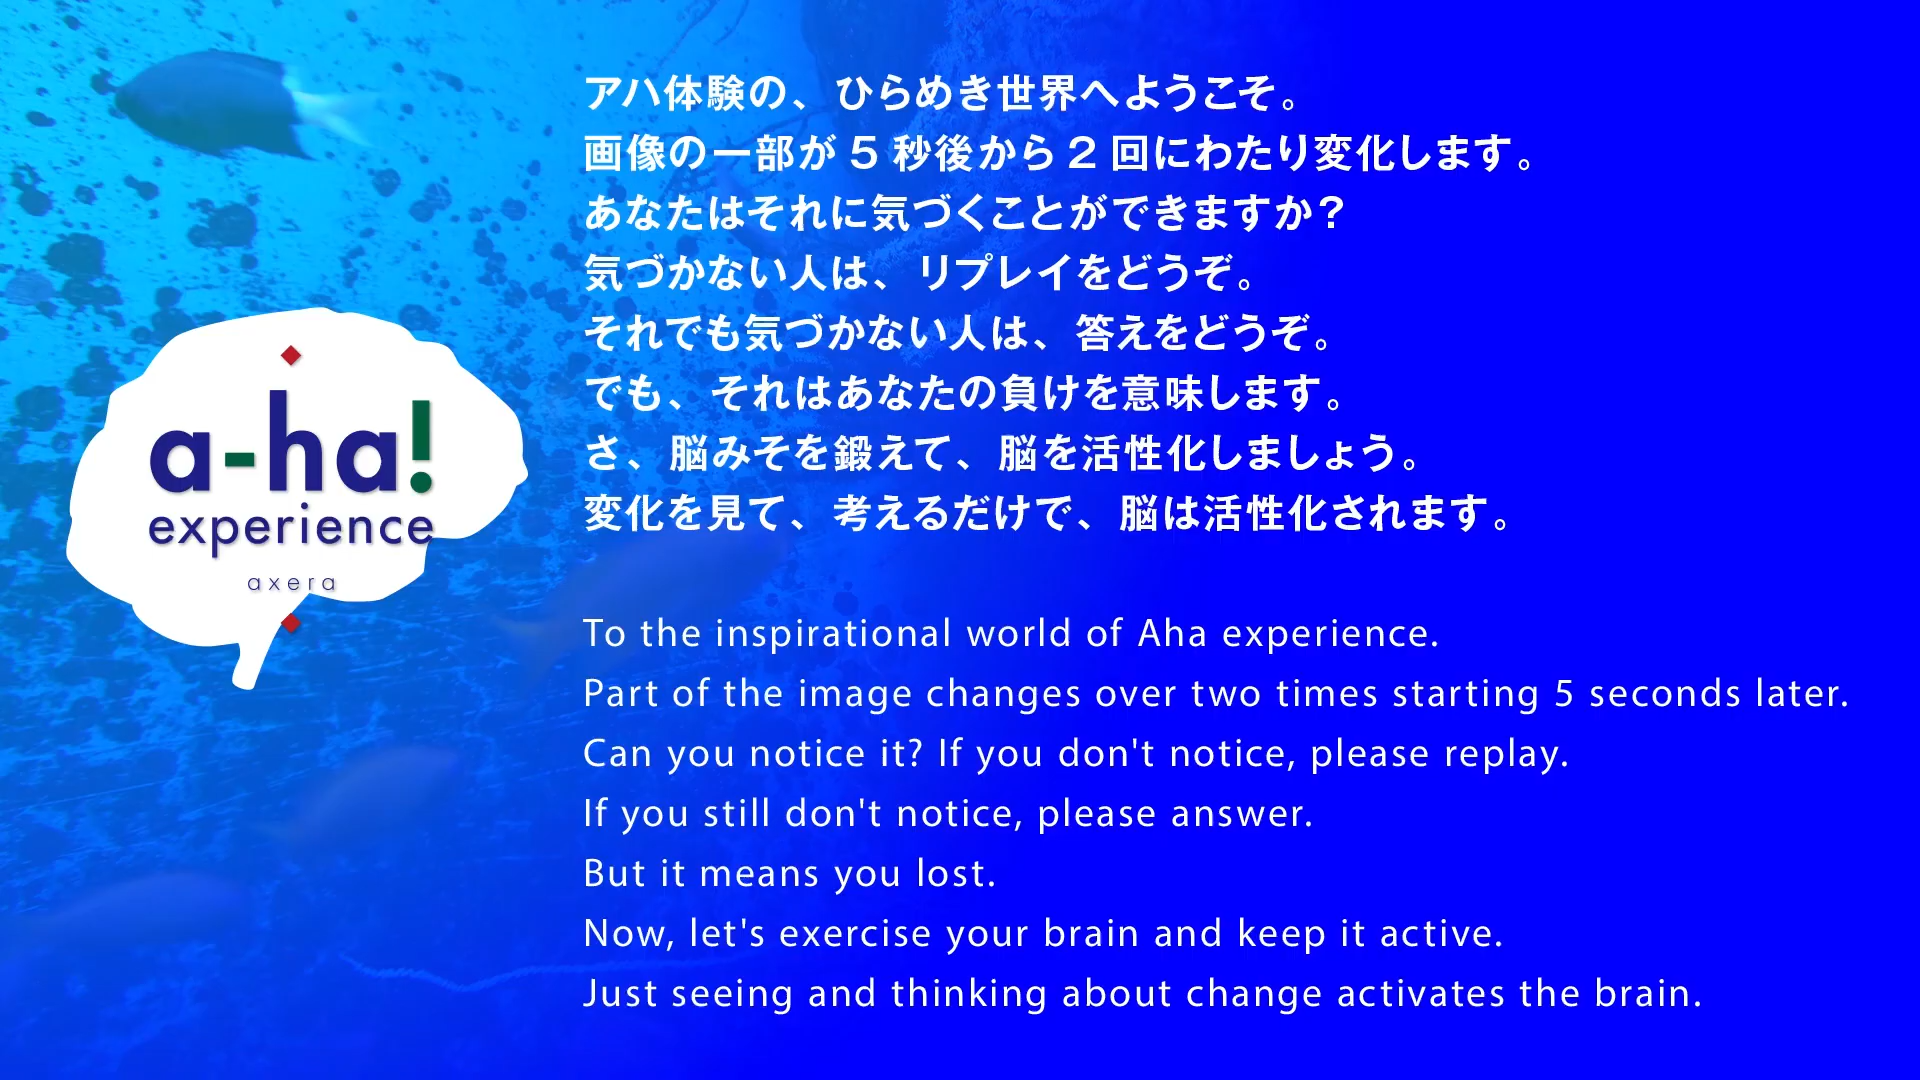 a-ha!
experience
axera
アハ体験の、ひらめき世界へようこそ。
画像の一部が 5 秒後から 2 回にわたり変化します。
あなたはそれに気づくことができますか？
気づかない人は、リプレイをどうぞ。
それでも気づかない人は、答えをどうぞ。
でも、それはあなたの負けを意味します。
さ、脳みそを鍛えて、脳を活性化しましょう。
変化を見て、考えるだけで、脳は活性化されます。
To the inspirational world of Aha experience.
Part of the image changes over two times starting 5 seconds later.
Can you notice it? If you don't notice, please replay.
If you still don't notice, please answer.
But it means you lost.
Now, let's exercise your brain and keep it active.
Just seeing and thinking about change activates the brain.